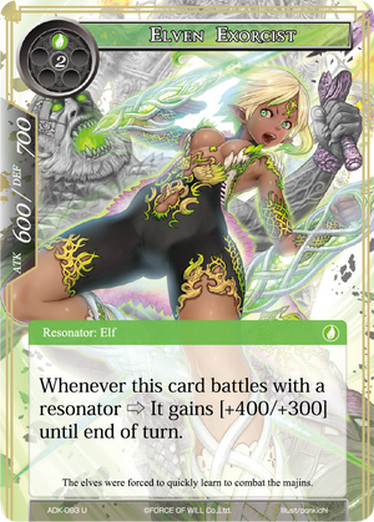 Elven Exorcist
2
ATK 600 / DEF 700
Resonator: Elf
Whenever this card battles with a
resonator ⇨ It gains [+400/+300]
until end of turn.
The elves were forced to quickly learn to combat the majins.
ADK-093 U ©FORCE OF WILL Co.,Ltd. Illust/ponkichi